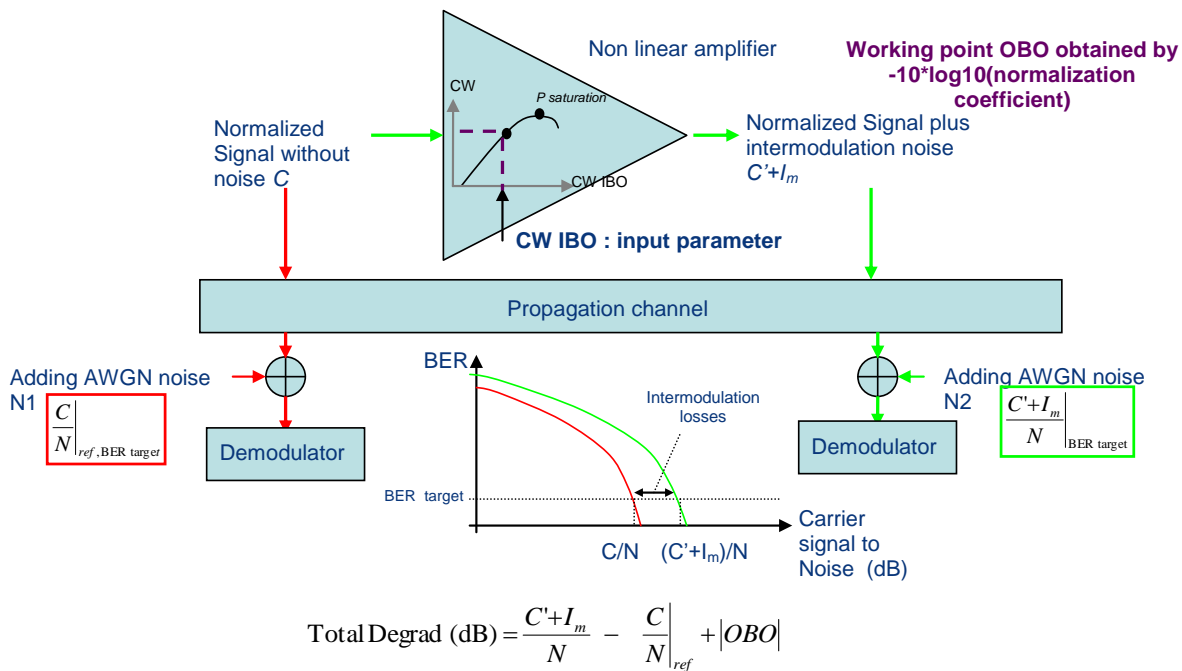 Non linear amplifier
Working point OBO obtained by
-10*log10(normalization
coefficient)
CW
P saturation
Normalized
Signal without
noise C
Normalized Signal plus
intermodulation noise
C'+Im
CW IBO
CW IBO : input parameter
Propagation channel
Adding AWGN noise
N1
C/N|ref,BER target
Demodulator
BER
Intermodulation
losses
BER target
C/N (C'+Im)/N
Carrier
signal to
Noise (dB)
Adding AWGN noise
N2
C'+Im/N|BER target
Demodulator
Total Degrad (dB) = C'+Im/N - C/N|ref + |OBO|